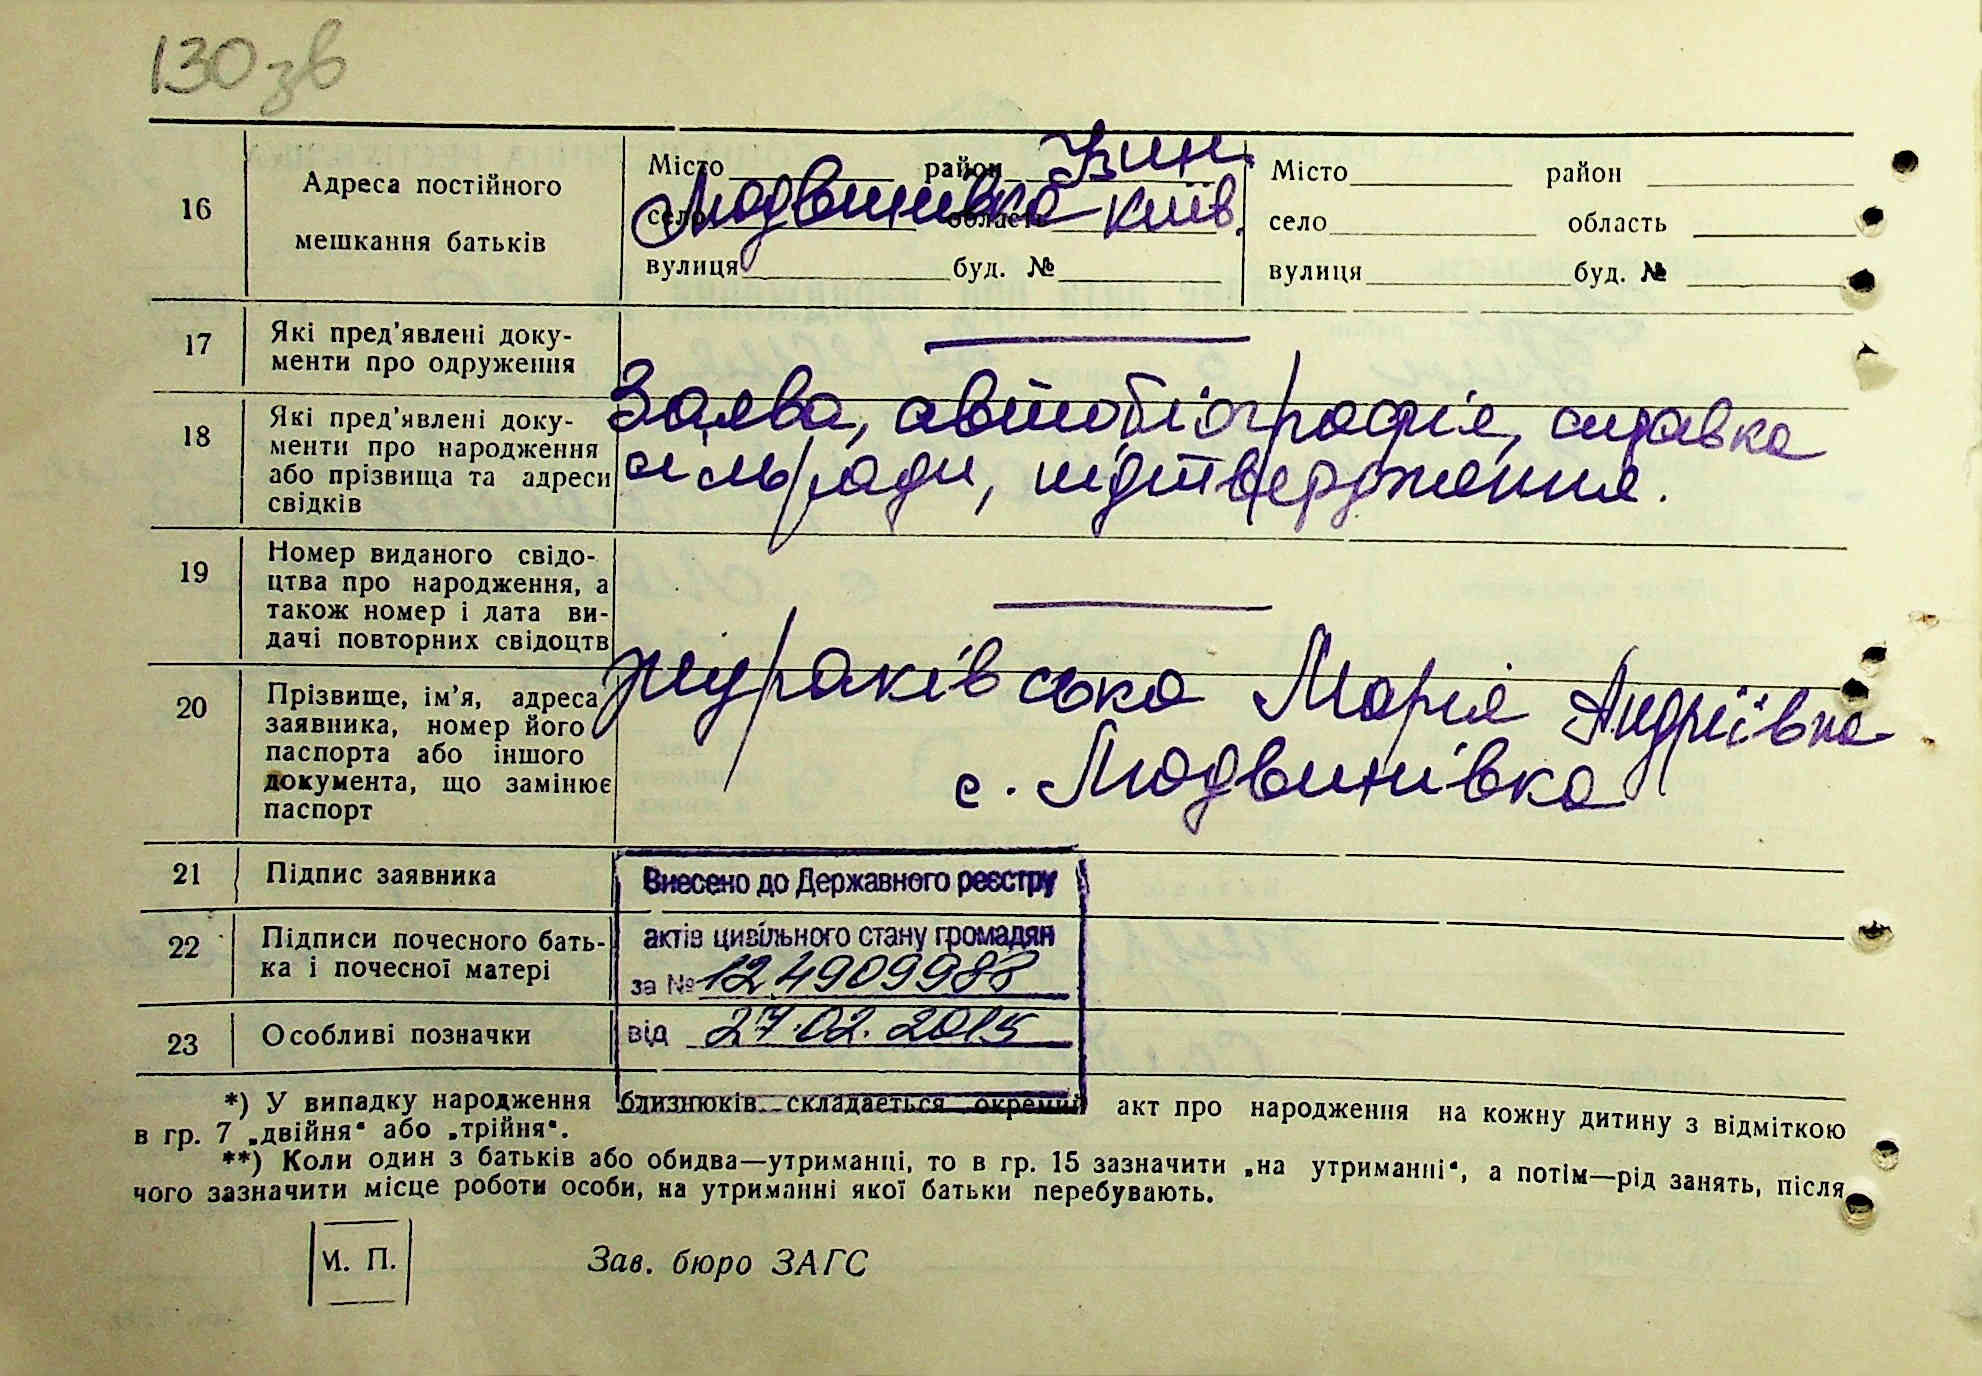 130 зв
16 Адреса постійного мешкання батьків
Місто район Узин.
село Людвинівка область Київ.
вулиця буд. №
Місто район
село область
вулиця буд. №
17 Які пред'явлені доку-
менти про одруження
18 Які пред'явлені доку-
менти про народження
або прізвища та адреси
свідків
Заява, автобіографія, справка
сільради, підтвердження.
19 Номер виданого свідо-
цтва про народження, а
також номер і дата ви-
дачі повторних свідоцтв
20 Прізвище, ім'я, адреса
заявника, номер його
паспорта або іншого
документа, що замінює
паспорт
Жураківська Марія Андріївна
с. Людвинівка
21 Підпис заявника
22 Підписи почесного бать-
ка і почесної матері
23 Особливі позначки
Внесено до Державного реєстру
актів цивільного стану громадян
за № 124909988
від 27.02.2015
*) У випадку народження близнюків складається окремий акт про народження на кожну дитину з відміткою
в гр. 7 „двійня“ або „трійня“.
**) Коли один з батьків або обидва—утриманці, то в гр. 15 зазначити „на утриманні“, а потім—рід занять, після
чого зазначити місце роботи особи, на утриманні якої батьки перебувають.
М. П.
Зав. бюро ЗАГС